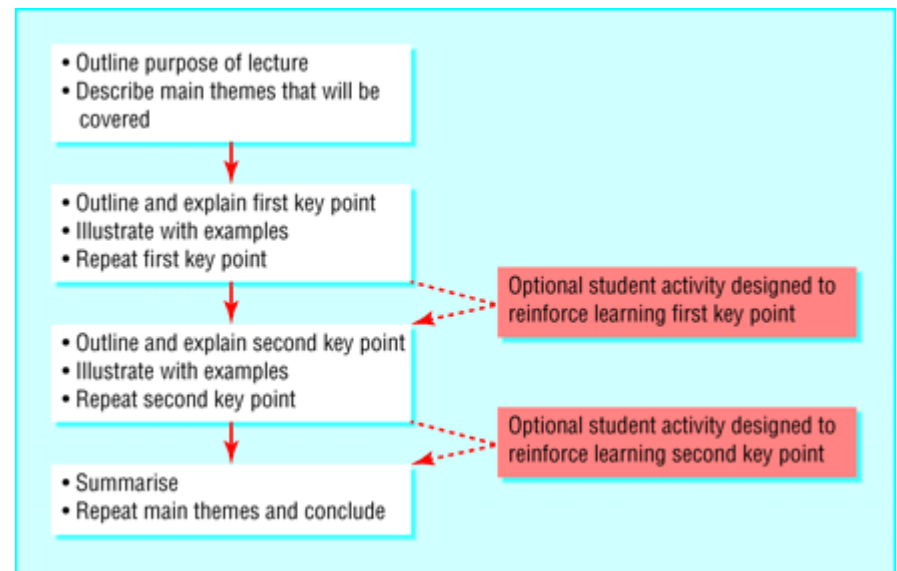 • Outline purpose of lecture
• Describe main themes that will be
covered
• Outline and explain first key point
• Illustrate with examples
• Repeat first key point
Optional student activity designed to
reinforce learning first key point
• Outline and explain second key point
• Illustrate with examples
• Repeat second key point
Optional student activity designed to
reinforce learning second key point
• Summarise
• Repeat main themes and conclude